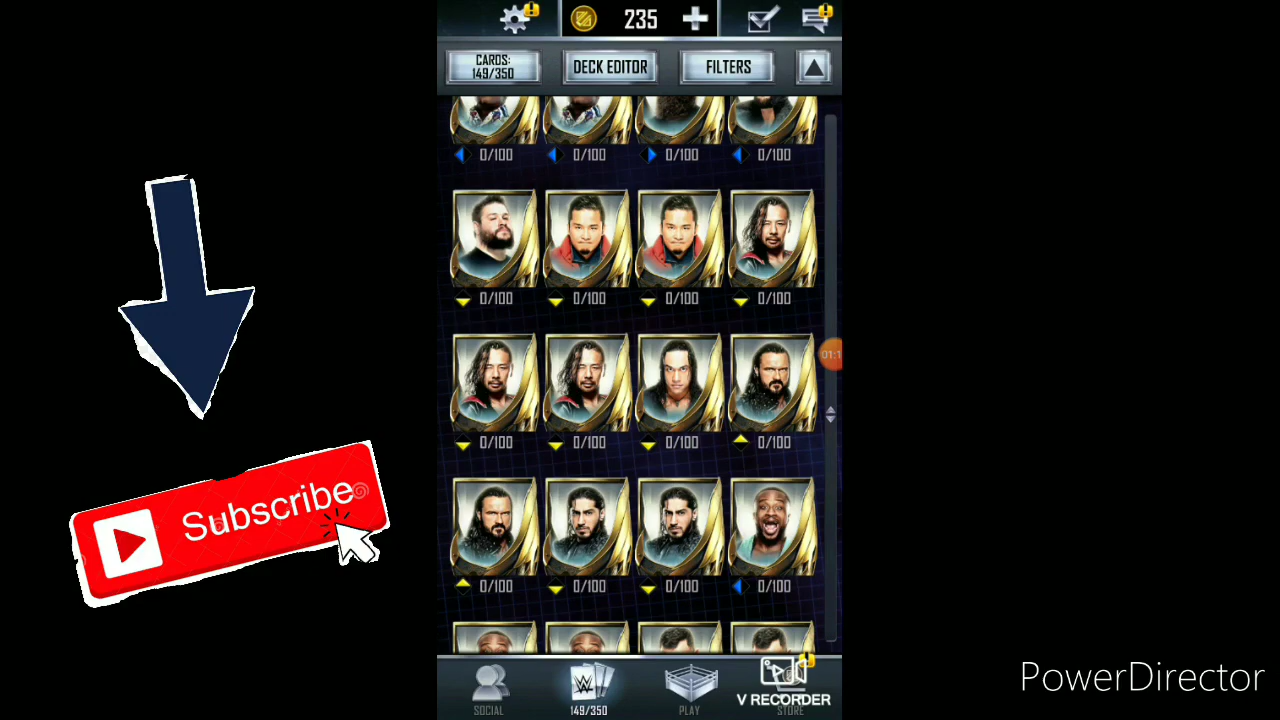 235
CARDS:
149/350
DECK EDITOR
FILTERS
0/100 0/100 0/100 0/100
0/100 0/100 0/100 0/100
01:1
0/100 0/100 0/100 0/100
0/100 0/100 0/100 0/100
Subscribe
SOCIAL
W
149/350
PLAY
V RECORDER
STORE
PowerDirector